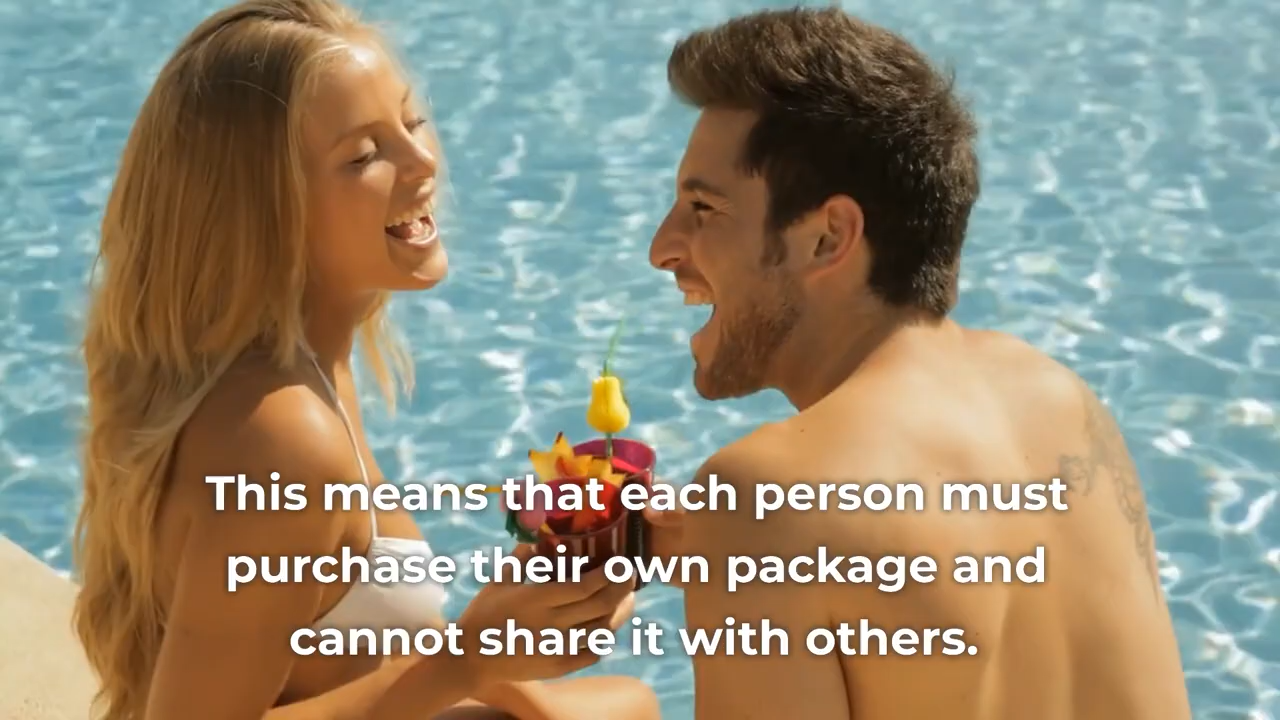 This means that each person must
purchase their own package and
cannot share it with others.